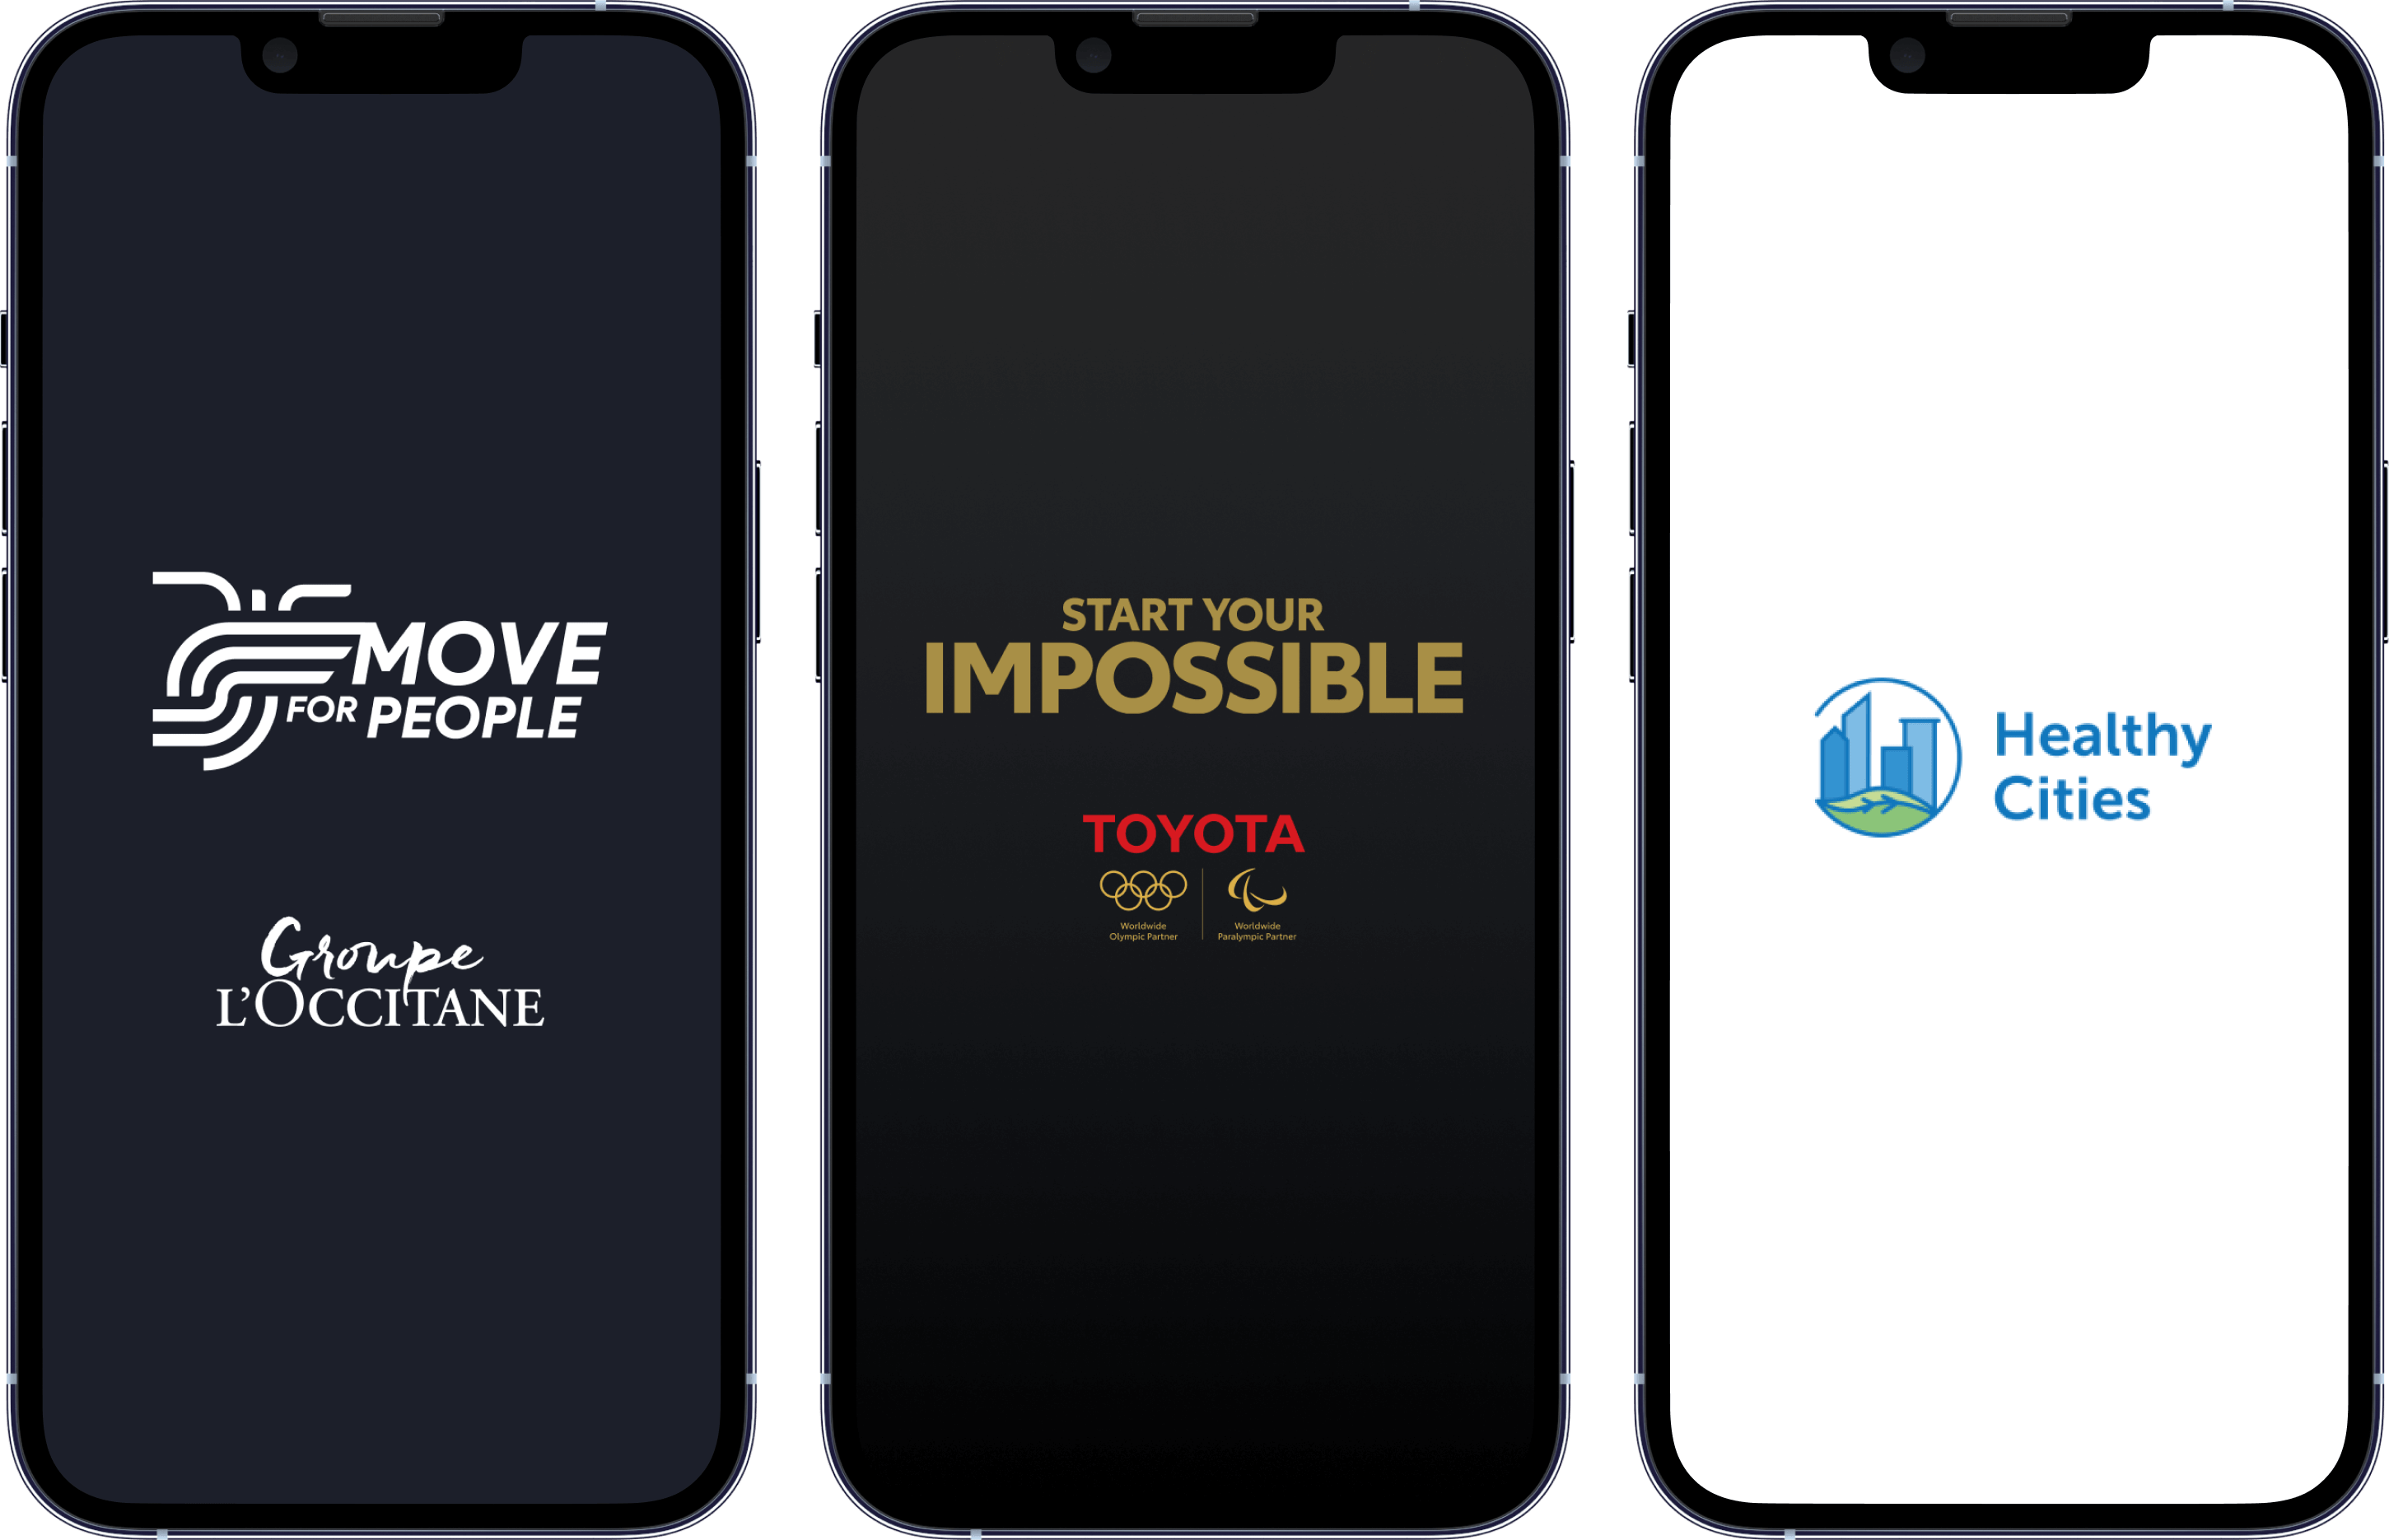 MOVE
FOR PEOPLE
Groupe
L'OCCITANE
START YOUR
IMPOSSIBLE
TOYOTA
Worldwide
Olympic Partner
Worldwide
Paralympic Partner
Healthy
Cities